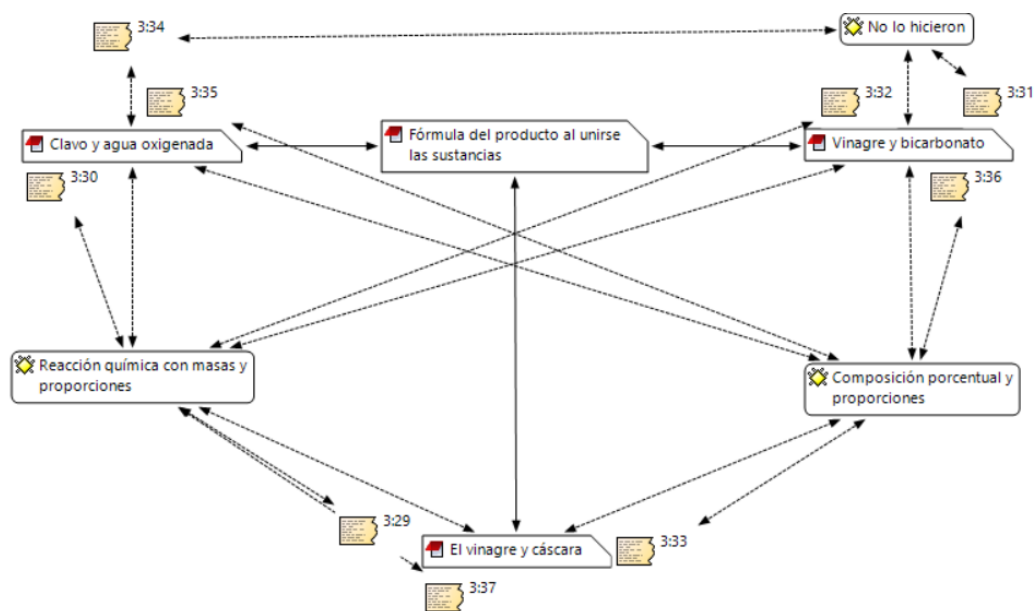 3:34
No lo hicieron
3:35
3:32
3:31
Clavo y agua oxigenada
Fórmula del producto al unirse
las sustancias
Vinagre y bicarbonato
3:30
3:36
Reacción química con masas y
proporciones
Composición porcentual y
proporciones
3:29
El vinagre y cáscara
3:33
3:37